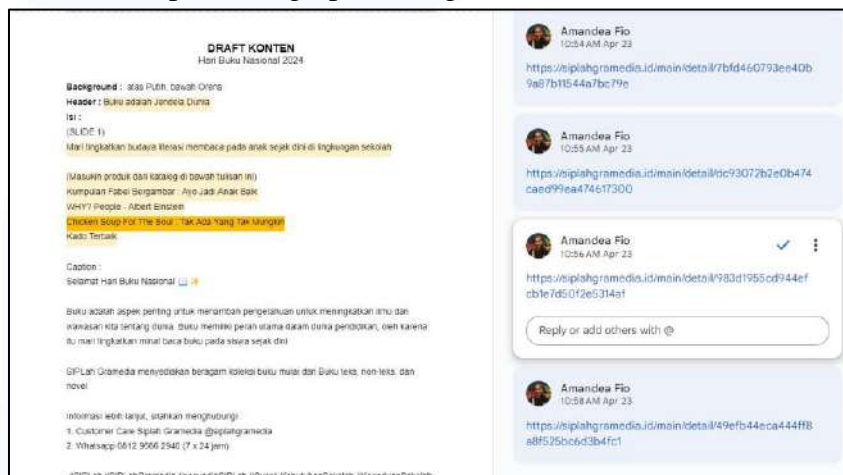 DRAFT KONTEN
Hari Buku Nasional 2024
Background : atas Putih, bawah Orens
Header : Buku adalah Jendela Dunia
Isi :
(SLIDE 1)
Mari tingkatkan budaya literasi membaca pada anak sejak dini di lingkungan sekolah
(Masukin produk dari katalog di bawah tulisan ini)
Kumpulan Fabel Bergambar : Ayo Jadi Anak Baik
WHY? People - Albert Einstein
Chicken Soup For The Soul : Tak Ada Yang Tak Mungkin
Kado Terbaik
Caption :
Selamat Hari Buku Nasional 📖 ✨
Buku adalah aspek penting untuk menambah pengetahuan untuk meningkatkan ilmu dan
wawasan kita tentang dunia. Buku memiliki peran utama dalam dunia pendidikan, oleh karena
itu mari tingkatkan minat baca buku pada siswa sejak dini
SIPLah Gramedia menyediakan beragam koleksi buku mulai dari Buku teks, non-teks, dan
novel
Informasi lebih lanjut, silahkan menghubungi
1. Customer Care Siplah Gramedia @siplahgramedia
2. Whatsapp 0812 9566 2940 (7 x 24 jam)
Amandea Fio
10:54 AM Apr 23
https://siplahgramedia.id/main/detail/7bfd460793ee40b
9a87b11544a7bc79e
Amandea Fio
10:55 AM Apr 23
https://siplahgramedia.id/main/detail/dc93072b2e0b474
caed99ea474617300
Amandea Fio
10:56 AM Apr 23
https://siplahgramedia.id/main/detail/983d1955cd944ef
cb1e7d50f2e5314af
Reply or add others with @
Amandea Fio
10:58 AM Apr 23
https://siplahgramedia.id/main/detail/49efb44eca444ff8
a8f525bc6d3b4fc1